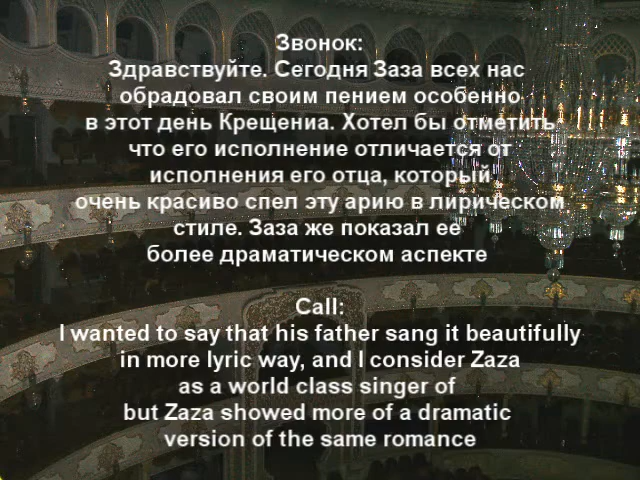 Звонок:
Здравствуйте. Сегодня Заза всех нас
обрадовал своим пением особенно
в этот день Крещениа. Хотел бы отметить
что его исполнение отличается от
исполнения его отца, который
очень красиво спел эту арию в лирическом
стиле. Заза же показал ее
более драматическом аспекте
Call:
I wanted to say that his father sang it beautifully
in more lyric way, and I consider Zaza
as a world class singer of
but Zaza showed more of a dramatic
version of the same romance